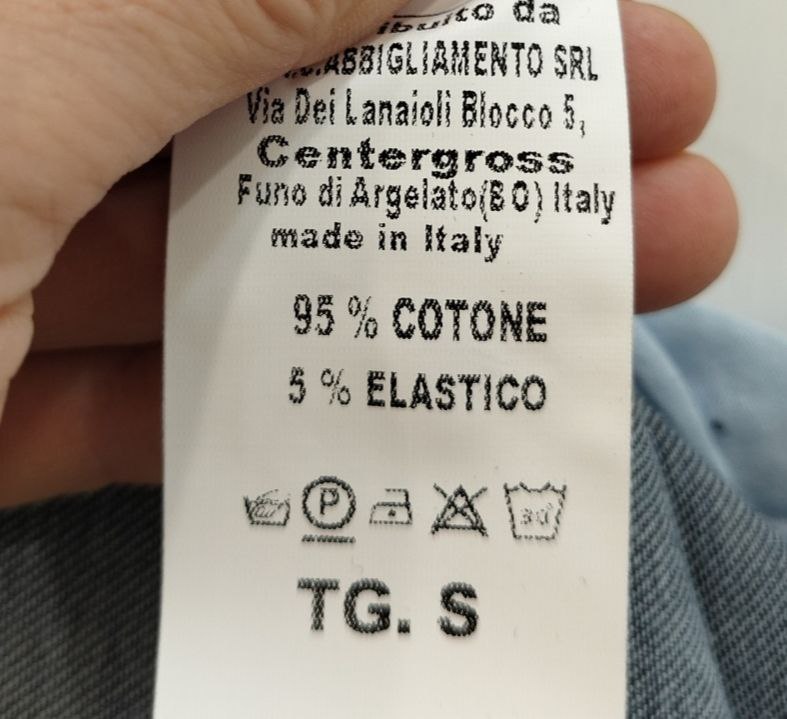 da
ABBIGLIAMENTO SRL
Via Dei Lanaioli Blocco 5,
Centergross
Funo di Argelato(BO) Italy
made in Italy
95 % COTONE
5 % ELASTICO
P 30°
TG. S